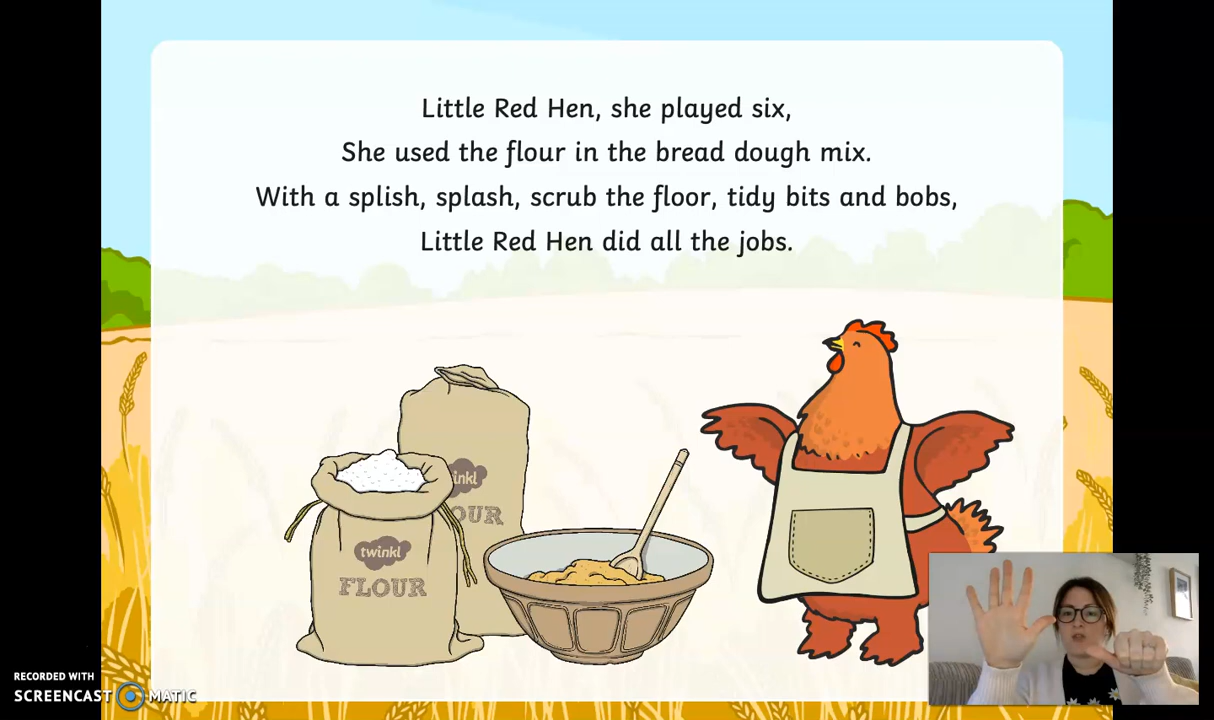 Little Red Hen, she played six,
She used the flour in the bread dough mix.
With a splish, splash, scrub the floor, tidy bits and bobs,
Little Red Hen did all the jobs.
inkl
OUR
twinkl
FLOUR
RECORDED WITH
SCREENCAST MATIC